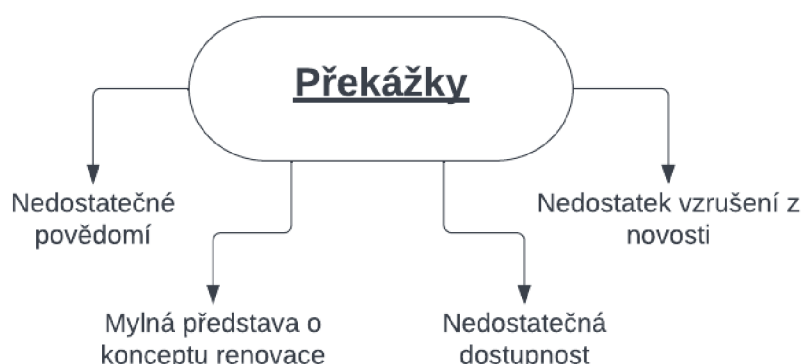 Překážky
Nedostatečné
povědomí
Nedostatek vzrušení z
novosti
Mylná představa o
konceptu renovace
Nedostatečná
dostupnost